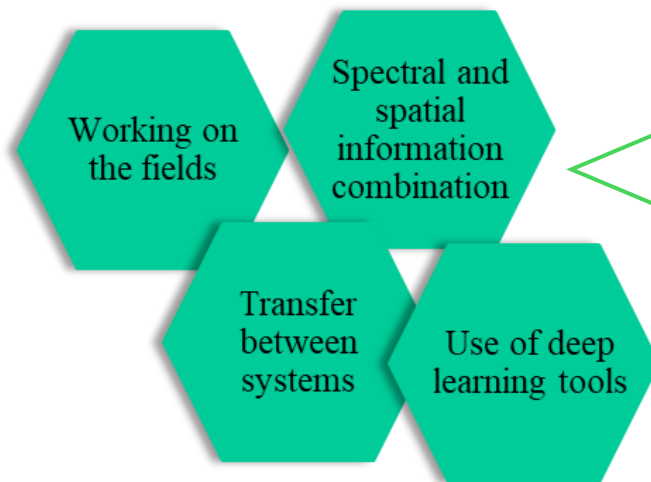 Working on
the fields
Spectral and
spatial
information
combination
Transfer
between
systems
Use of deep
learning tools